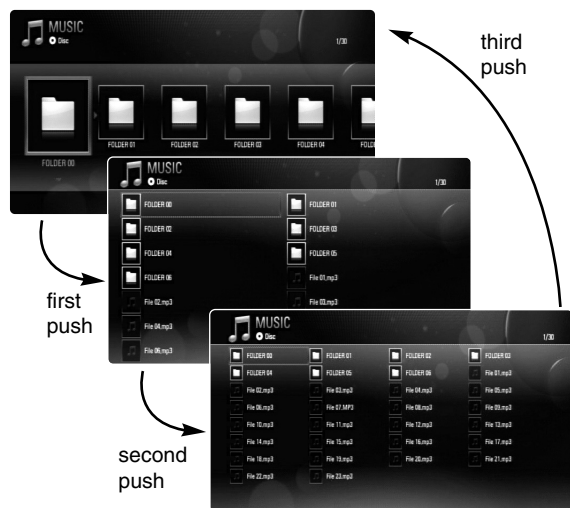 MUSIC
Disc
1/30
third
push
FOLDER 00
FOLDER 01
FOLDER 02
FOLDER 03
FOLDER 04
FOLD
MUSIC
Disc
1/30
FOLDER 00
FOLDER 01
FOLDER 02
FOLDER 03
FOLDER 04
FOLDER 05
FOLDER 06
File 01.mp3
File 02.mp3
File 03.mp3
File 04.mp3
File 06.mp3
first
push
MUSIC
Disc
1/30
FOLDER 00
FOLDER 01
FOLDER 02
FOLDER 03
FOLDER 04
FOLDER 05
FOLDER 06
File 01.mp3
File 02.mp3
File 03.mp3
File 04.mp3
File 05.mp3
File 06.mp3
File 07.MP3
File 08.mp3
File 09.mp3
File 10.mp3
File 11.mp3
File 12.mp3
File 13.mp3
File 14.mp3
File 15.mp3
File 16.mp3
File 17.mp3
File 18.mp3
File 19.mp3
File 20.mp3
File 21.mp3
File 22.mp3
File 23.mp3
second
push